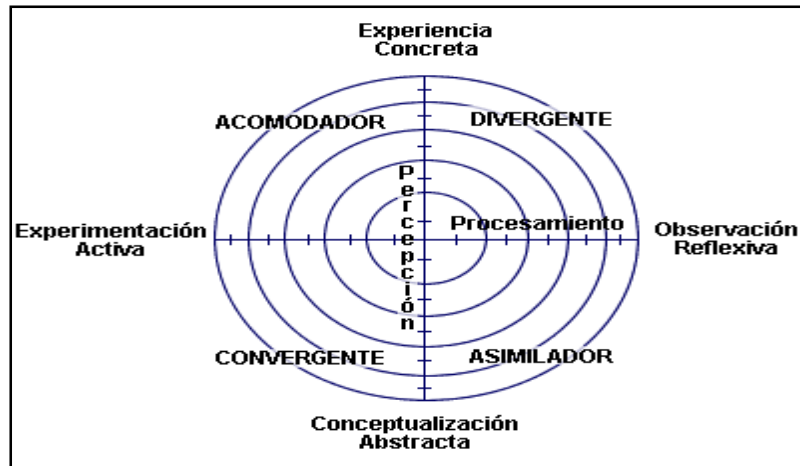 Experiencia
Concreta
ACOMODADOR
DIVERGENTE
Percepción
Procesamiento
Experimentación
Activa
Observación
Reflexiva
CONVERGENTE
ASIMILADOR
Conceptualización
Abstracta